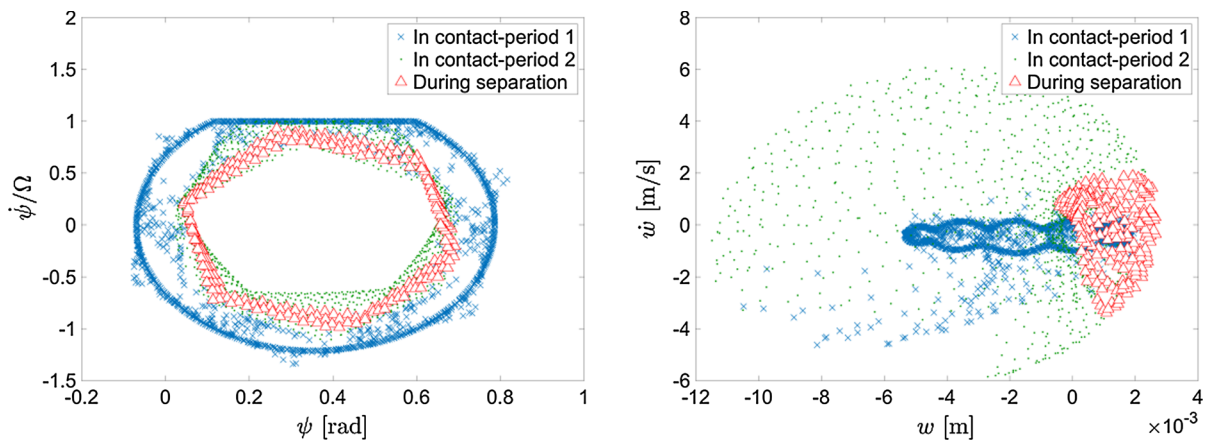 2
1.5
1
0.5
0
-0.5
-1
-1.5
ψ̇/Ω
-0.2 0 0.2 0.4 0.6 0.8 1
ψ [rad]
In contact-period 1
In contact-period 2
During separation
6
4
2
0
-2
-4
-6
ẇ [m/s]
-12 -10 -8 -6 -4 -2 0 2 4
×10⁻³
w [m]
In contact-period 1
In contact-period 2
During separation